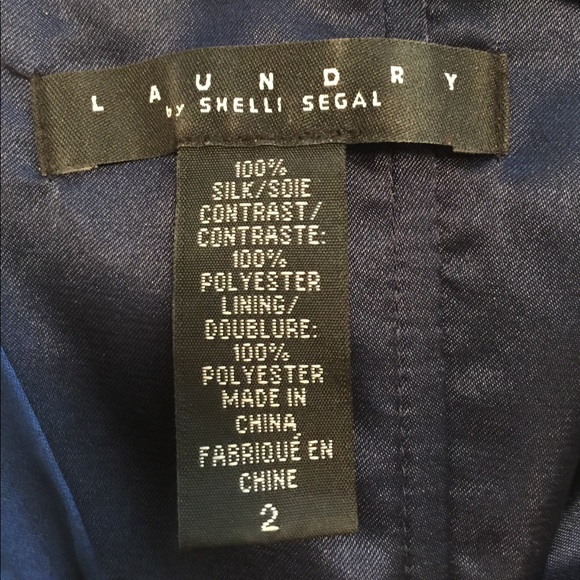 LAUNDRY
by SHELLI SEGAL
100%
SILK/SOIE
CONTRAST/
CONTRASTE:
100%
POLYESTER
LINING/
DOUBLURE:
100%
POLYESTER
MADE IN
CHINA
FABRIQUÉ EN
CHINE
2